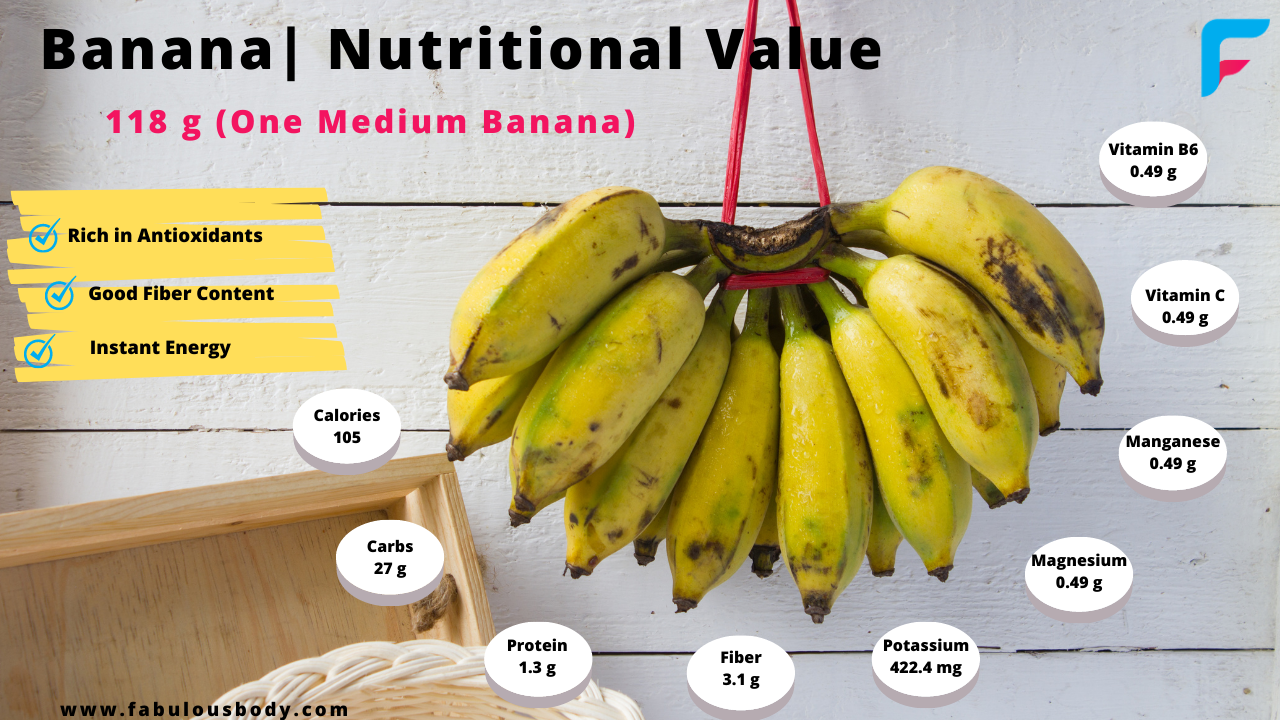 Banana| Nutritional Value
118 g (One Medium Banana)
Rich in Antioxidants
Good Fiber Content
Instant Energy
Calories
105
Carbs
27 g
Protein
1.3 g
Fiber
3.1 g
Potassium
422.4 mg
Magnesium
0.49 g
Manganese
0.49 g
Vitamin C
0.49 g
Vitamin B6
0.49 g
www.fabulousbody.com